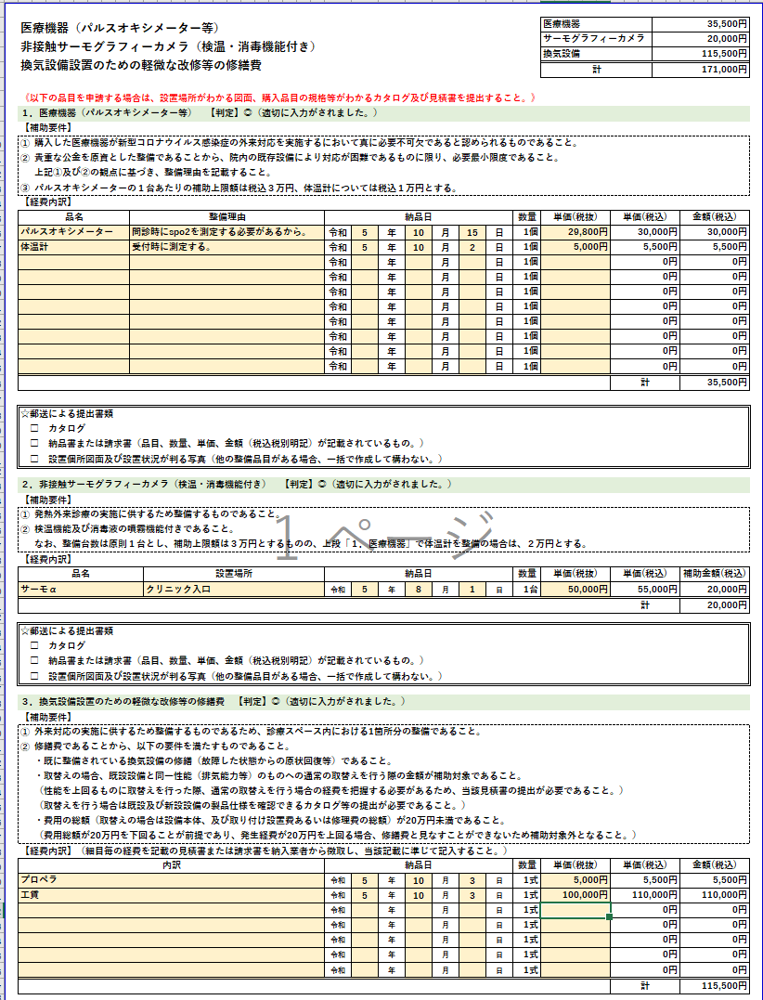 医療機器（パルスオキシメーター等）
非接触サーモグラフィーカメラ（検温・消毒機能付き）
換気設備設置のための軽微な改修等の修繕費
医療機器 35,500円
サーモグラフィーカメラ 20,000円
換気設備 115,500円
計 171,000円
《以下の品目を申請する場合は、設置場所がわかる図面、購入品目の規格等がわかるカタログ及び見積書を提出すること。》
１．医療機器（パルスオキシメーター等） 【判定】◎（適切に入力がされました。）
【補助要件】
① 購入した医療機器が新型コロナウイルス感染症の外来対応を実施するにおいて真に必要不可欠であると認められるものであること。
② 貴重な公金を原資とした整備であることから、院内の既存設備により対応が困難であるものに限り、必要最小限度であること。
上記①及び②の観点に基づき、整備理由を記載すること。
③ パルスオキシメーターの１台あたりの補助上限額は税込３万円、体温計については税込１万円とする。
【経費内訳】
品名 整備理由 納品日 数量 単価(税抜) 単価(税込) 金額(税込)
パルスオキシメーター 問診時にspo2を測定する必要があるから。 令和 5 年 10 月 15 日 1個 29,800円 30,000円 30,000円
体温計 受付時に測定する。 令和 5 年 10 月 2 日 1個 5,000円 5,500円 5,500円
令和 年 月 日 1個 0円 0円
令和 年 月 日 1個 0円 0円
令和 年 月 日 1個 0円 0円
令和 年 月 日 1個 0円 0円
令和 年 月 日 1個 0円 0円
令和 年 月 日 1個 0円 0円
令和 年 月 日 1個 0円 0円
令和 年 月 日 1個 0円 0円
計 35,500円
☆郵送による提出書類
□ カタログ
□ 納品書または請求書（品目、数量、単価、金額（税込税別明記）が記載されているもの。）
□ 設置個所図面及び設置状況が判る写真（他の整備品目がある場合、一括で作成して構わない。）
２．非接触サーモグラフィーカメラ（検温・消毒機能付き） 【判定】◎（適切に入力がされました。）
【補助要件】
① 発熱外来診療の実施に供するため整備するものであること。
② 検温機能及び消毒液の噴霧機能付きであること。
なお、整備台数は原則１台とし、補助上限額は３万円とするものの、上段「１．医療機器」で体温計を整備の場合は、２万円とする。
1 ページ
【経費内訳】
品名 設置場所 納品日 数量 単価(税抜) 単価(税込) 補助金額(税込)
サーモα クリニック入口 令和 5 年 8 月 1 日 1台 50,000円 55,000円 20,000円
計 20,000円
☆郵送による提出書類
□ カタログ
□ 納品書または請求書（品目、数量、単価、金額（税込税別明記）が記載されているもの。）
□ 設置個所図面及び設置状況が判る写真（他の整備品目がある場合、一括で作成して構わない。）
３．換気設備設置のための軽微な改修等の修繕費 【判定】◎（適切に入力がされました。）
【補助要件】
① 外来対応の実施に供するため整備するものであるため、診療スペース内における1箇所分の整備であること。
② 修繕費であることから、以下の要件を満たすものであること。
・既に整備されている換気設備の修繕（故障した状態からの原状回復等）であること。
・取替えの場合、既設設備と同一性能（排気能力等）のものへの通常の取替えを行う際の金額が補助対象であること。
（性能を上回るものに取替えを行った際、通常の取替えを行う場合の経費を把握する必要があるため、当該見積書の提出が必要であること。）
（取替えを行う場合は既設及び新設設備の製品仕様を確認できるカタログ等の提出が必要であること。）
・費用の総額（取替えの場合は設備本体、及び取り付け設置費あるいは修理費の総額）が20万円未満であること。
（費用総額が20万円を下回ることが前提であり、発生経費が20万円を上回る場合、修繕費と見なすことができないため補助対象外となること。）
【経費内訳】（細目毎の経費を記載の見積書または請求書を納入業者から徴取し、当該記載に準じて記入すること。）
内訳 納品日 数量 単価(税抜) 単価(税込) 金額(税込)
プロペラ 令和 5 年 10 月 3 日 1式 5,000円 5,500円 5,500円
工賃 令和 5 年 10 月 3 日 1式 100,000円 110,000円 110,000円
令和 年 月 日 1式 0円 0円
令和 年 月 日 1式 0円 0円
令和 年 月 日 1式 0円 0円
令和 年 月 日 1式 0円 0円
令和 年 月 日 1式 0円 0円
計 115,500円